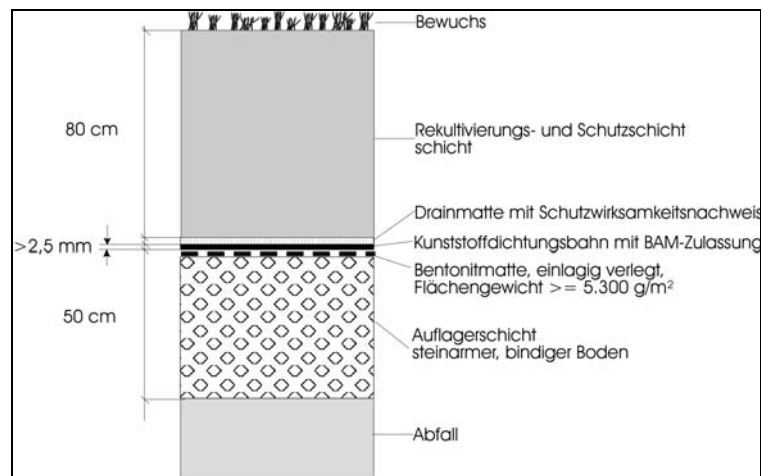 Bewuchs
80 cm
Rekultivierungs- und Schutzschicht
schicht
Drainmatte mit Schutzwirksamkeitsnachweis
>2,5 mm
Kunststoffdichtungsbahn mit BAM-Zulassung
Bentonitmatte, einlagig verlegt,
Flächengewicht >= 5.300 g/m²
50 cm
Auflagerschicht
steinarmer, bindiger Boden
Abfall